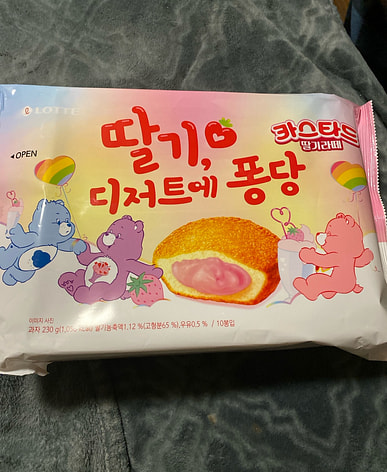 LOTTE
OPEN
딸기,
디저트에 퐁당
카스타드
딸기라떼
이미지 사진
과자 230 g
딸기농축액1.12 %(고형분65 %),우유0.5 % / 10봉입